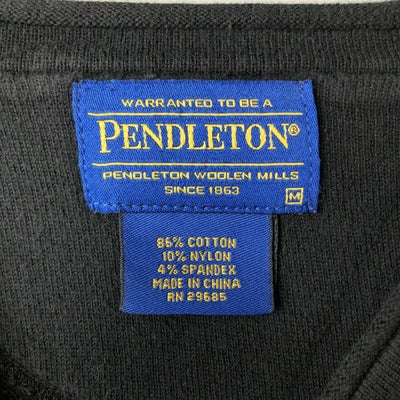 WARRANTED TO BE A
PENDLETON®
PENDLETON WOOLEN MILLS
SINCE 1863
M
86% COTTON
10% NYLON
4% SPANDEX
MADE IN CHINA
RN 29685